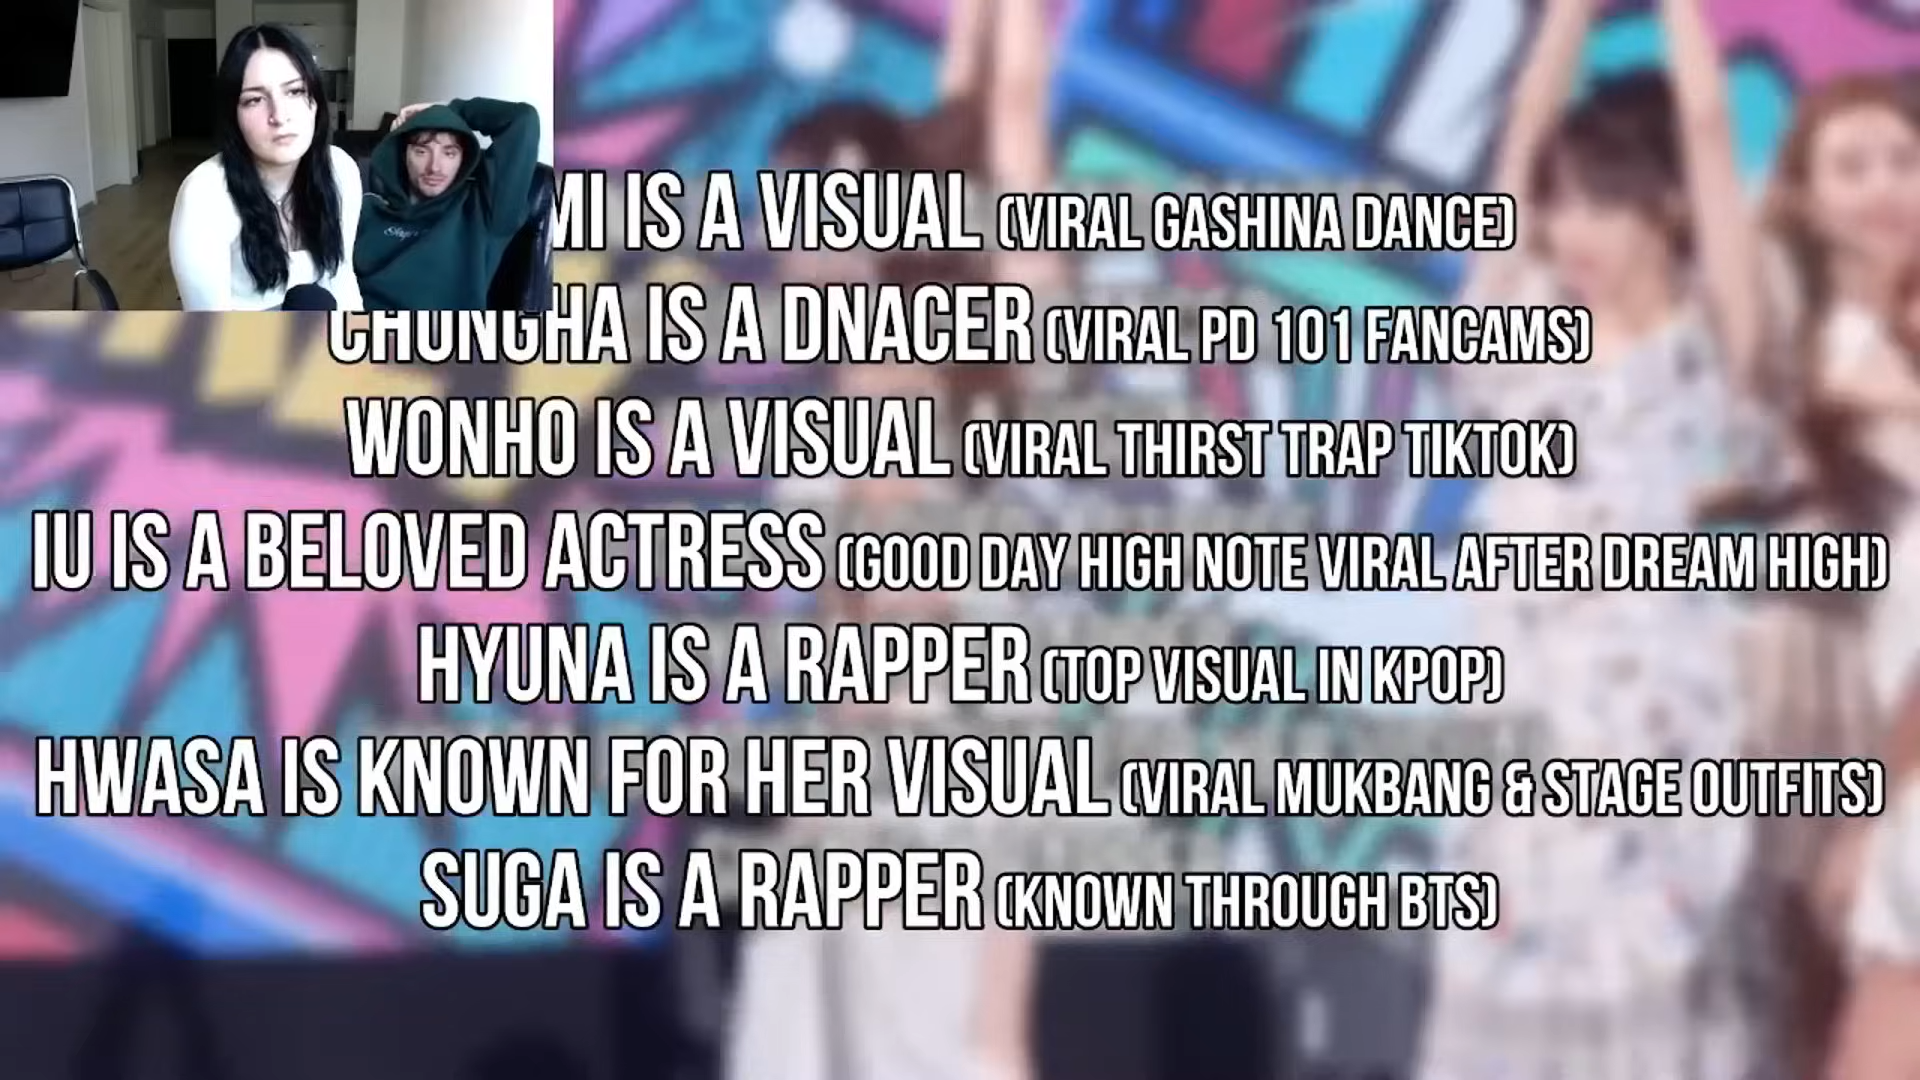 MI IS A VISUAL (VIRAL GASHINA DANCE)
CHUNGHA IS A DNACER (VIRAL PD 101 FANCAMS)
WONHO IS A VISUAL (VIRAL THIRST TRAP TIKTOK)
IU IS A BELOVED ACTRESS (GOOD DAY HIGH NOTE VIRAL AFTER DREAM HIGH)
HYUNA IS A RAPPER (TOP VISUAL IN KPOP)
HWASA IS KNOWN FOR HER VISUAL (VIRAL MUKBANG & STAGE OUTFITS)
SUGA IS A RAPPER (KNOWN THROUGH BTS)